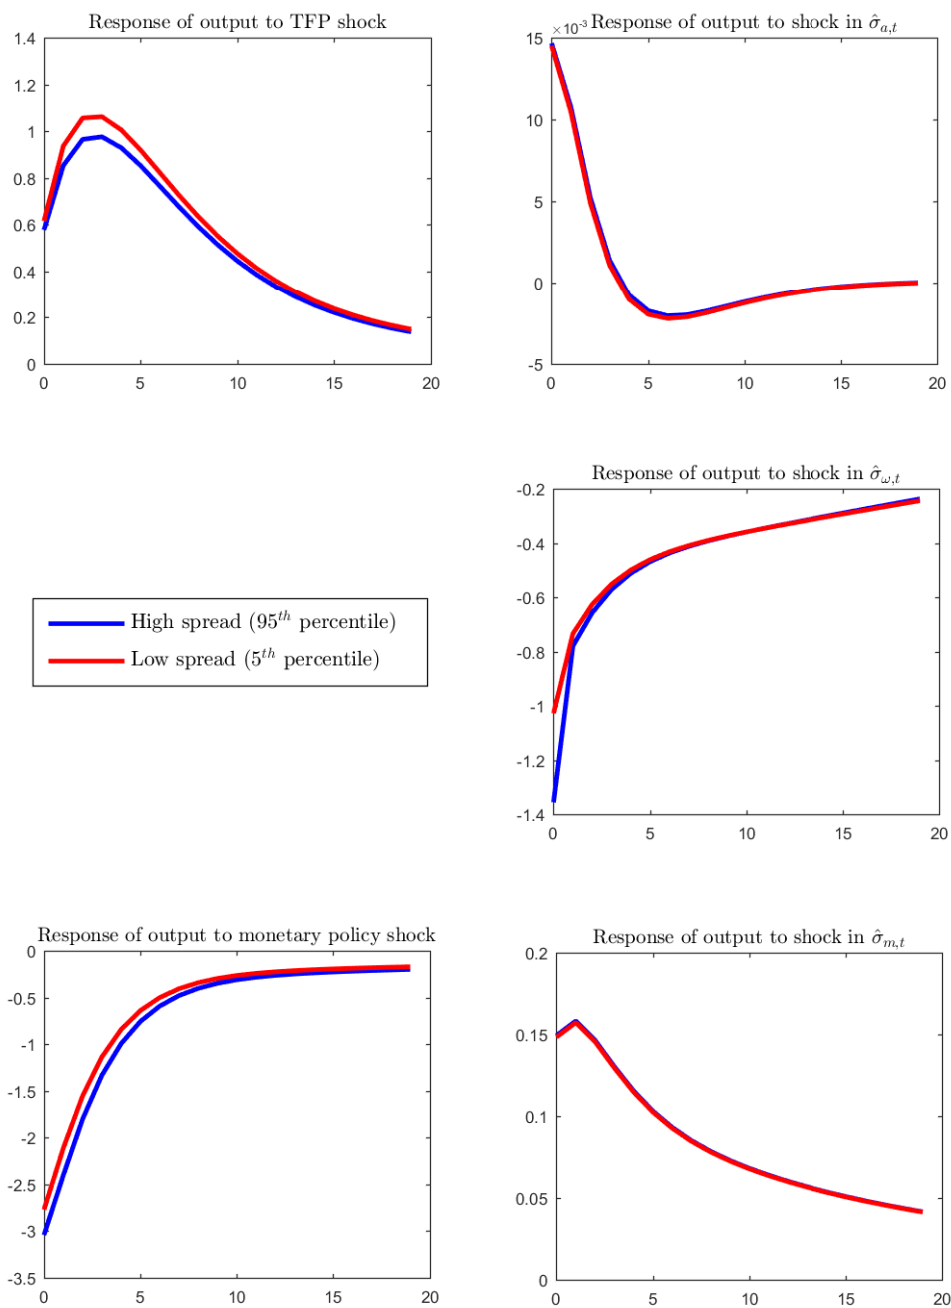 Response of output to TFP shock
1.4
1.2
1
0.8
0.6
0.4
0.2
0
0 5 10 15 20
Response of output to shock in σ̂a,t
×10-3
15
10
5
0
-5
0 5 10 15 20
High spread (95th percentile)
Low spread (5th percentile)
Response of output to shock in σ̂ω,t
-0.2
-0.4
-0.6
-0.8
-1
-1.2
-1.4
0 5 10 15 20
Response of output to monetary policy shock
0
-0.5
-1
-1.5
-2
-2.5
-3
-3.5
0 5 10 15 20
Response of output to shock in σ̂m,t
0.2
0.15
0.1
0.05
0
0 5 10 15 20